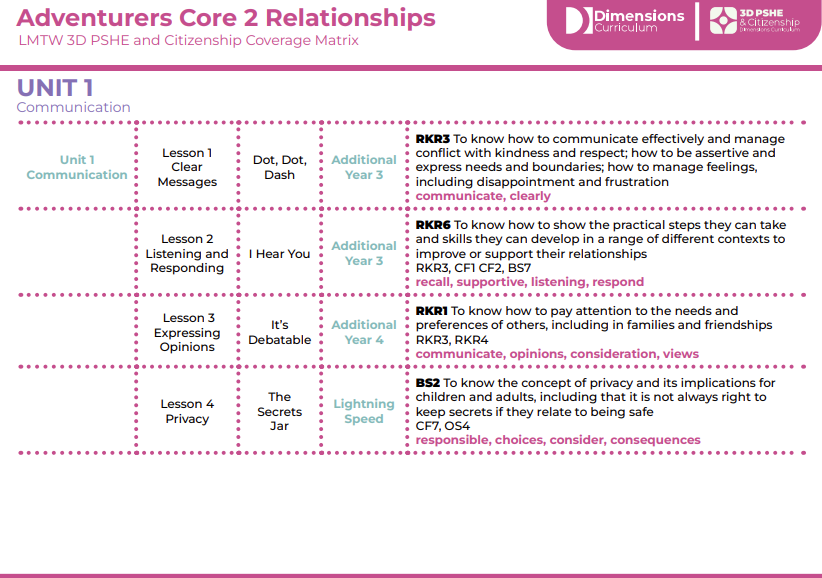 Adventurers Core 2 Relationships
LMTW 3D PSHE and Citizenship Coverage Matrix
Dimensions
Curriculum
3D PSHE
& Citizenship
Dimensions Curriculum
UNIT 1
Communication
Unit 1
Communication
Lesson 1
Clear
Messages
Dot, Dot,
Dash
Additional
Year 3
RKR3 To know how to communicate effectively and manage
conflict with kindness and respect; how to be assertive and
express needs and boundaries; how to manage feelings,
including disappointment and frustration
communicate, clearly
Lesson 2
Listening and
Responding
I Hear You
Additional
Year 3
RKR6 To know how to show the practical steps they can take
and skills they can develop in a range of different contexts to
improve or support their relationships
RKR3, CF1 CF2, BS7
recall, supportive, listening, respond
Lesson 3
Expressing
Opinions
It's
Debatable
Additional
Year 4
RKR1 To know how to pay attention to the needs and
preferences of others, including in families and friendships
RKR3, RKR4
communicate, opinions, consideration, views
Lesson 4
Privacy
The
Secrets
Jar
Lightning
Speed
BS2 To know the concept of privacy and its implications for
children and adults, including that it is not always right to
keep secrets if they relate to being safe
CF7, OS4
responsible, choices, consider, consequences